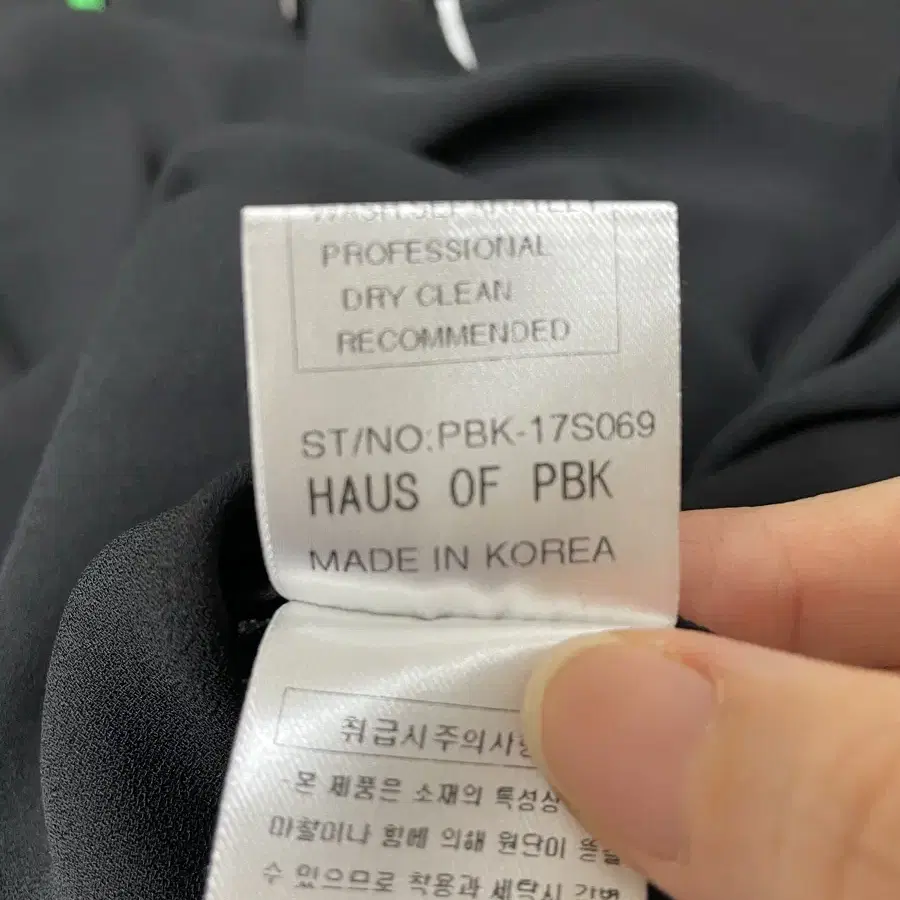 WASH SEPARATELY
PROFESSIONAL
DRY CLEAN
RECOMMENDED
ST/NO:PBK-17S069
HAUS OF PBK
MADE IN KOREA
취급시주의사항
-본 제품은 소재의 특성상
마찰이나 힘에 의해 원단이
수 있으므로 착용과 세탁시